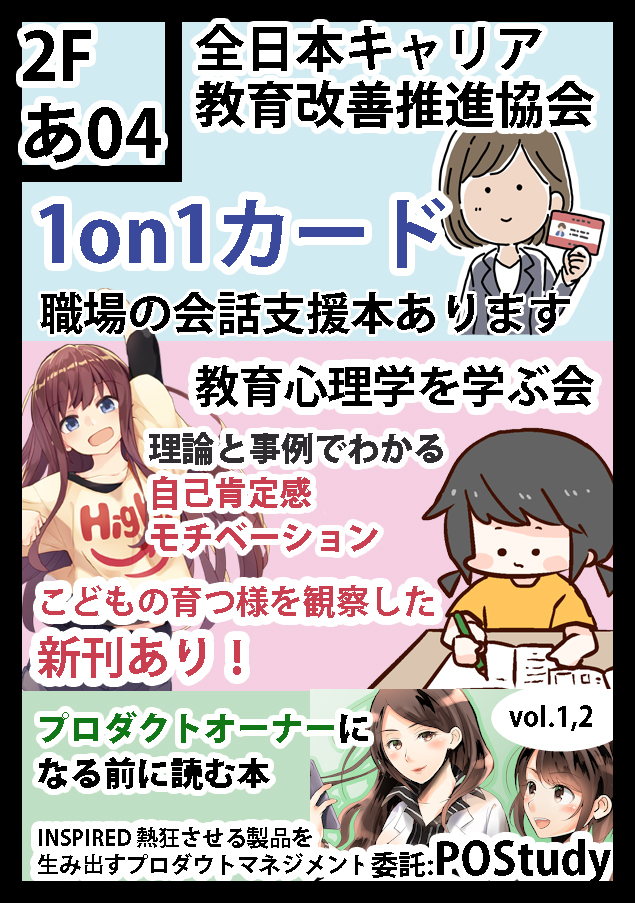 2F
あ04
全日本キャリア
教育改善推進協会
1on1カード
職場の会話支援本あります
教育心理学を学ぶ会
理論と事例でわかる
自己肯定感
モチベーション
High
こどもの育つ様を観察した
新刊あり!
プロダクトオーナーに
なる前に読む本
vol.1,2
INSPIRED 熱狂させる製品を
生み出すプロダウトマネジメント
委託:POStudy